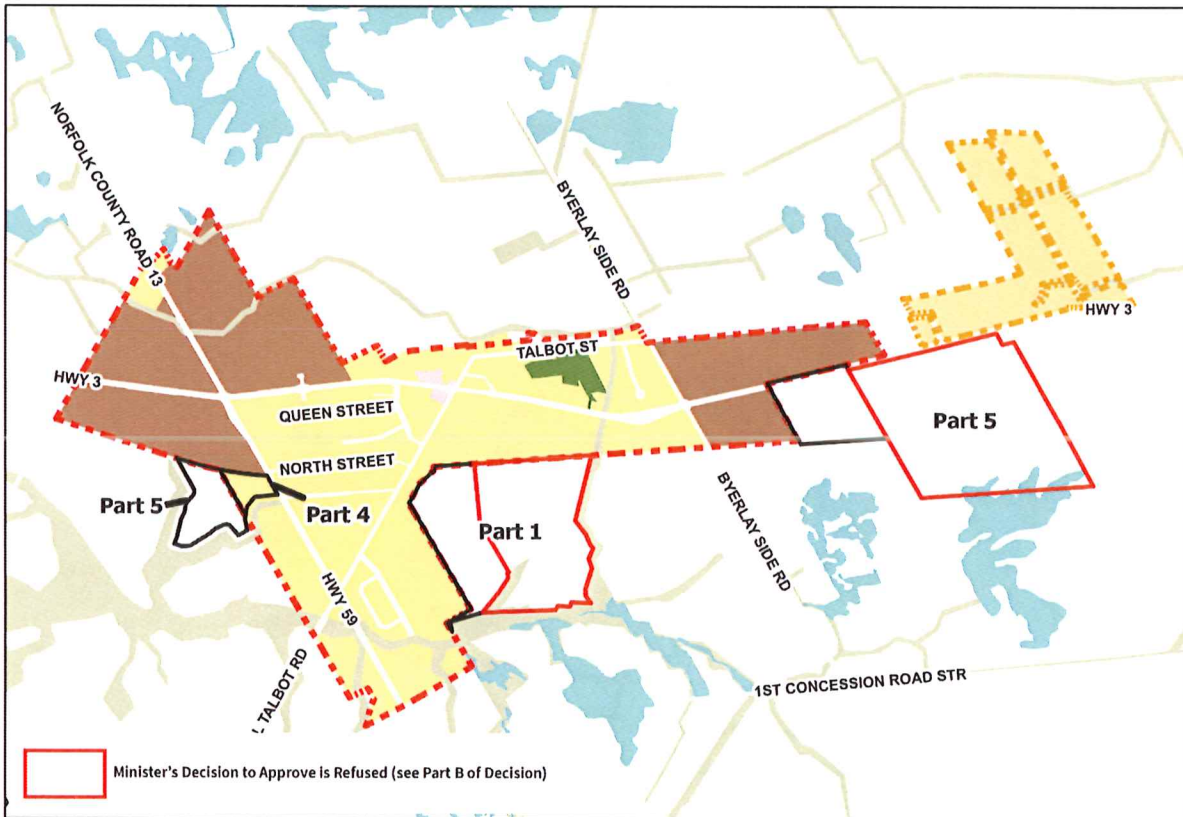 NORFOLK COUNTY ROAD 13
BYERLAY SIDE RD
HWY 3
TALBOT ST
HWY 3
QUEEN STREET
Part 5
NORTH STREET
Part 5
Part 4
Part 1
BYERLAY SIDE RD
HWY 59
1ST CONCESSION ROAD STR
L TALBOT RD
Minister's Decision to Approve is Refused (see Part B of Decision)